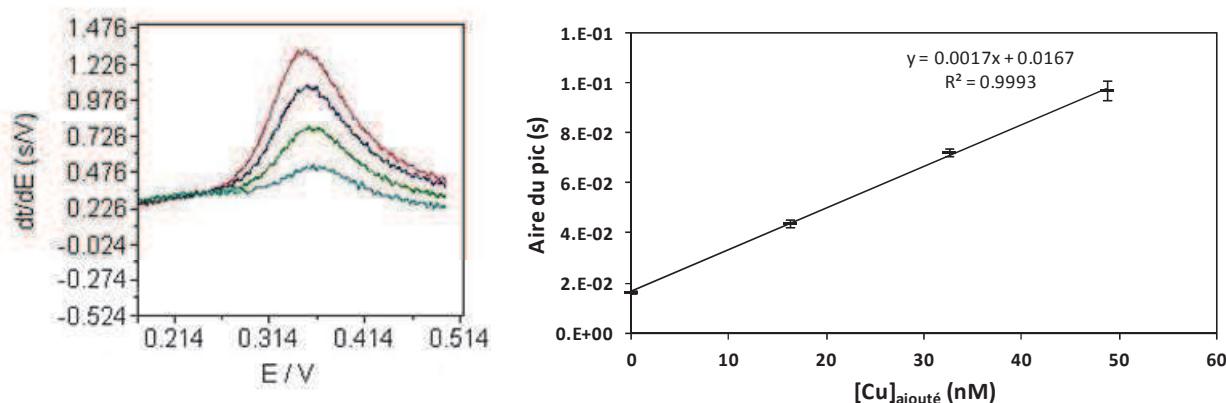 1.476
1.226
0.976
0.726
0.476
0.226
-0.024
-0.274
-0.524
dt/dE (s/V)
0.214 0.314 0.414 0.514
E / V
1.E-01
1.E-01
8.E-02
6.E-02
4.E-02
2.E-02
0.E+00
Aire du pic (s)
y = 0.0017x + 0.0167
R² = 0.9993
0 10 20 30 40 50 60
[Cu]ajouté (nM)